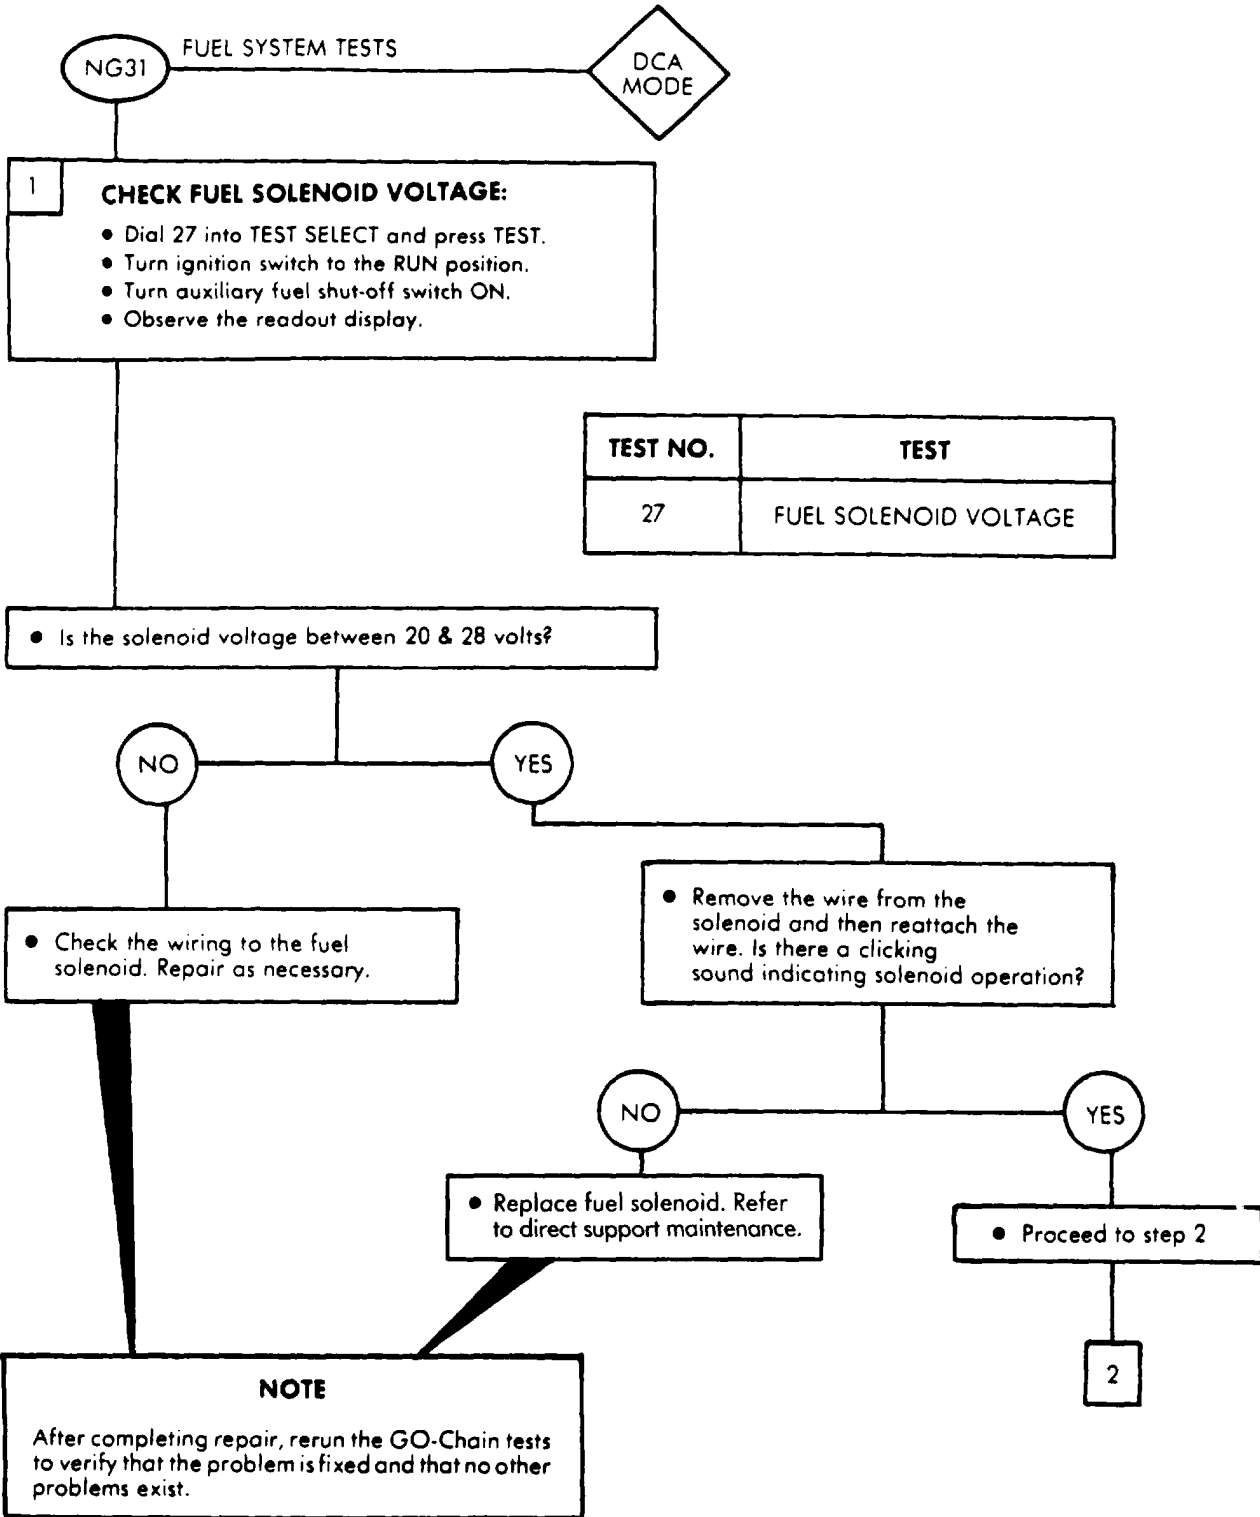 NG31
FUEL SYSTEM TESTS
DCA
MODE
1
CHECK FUEL SOLENOID VOLTAGE:
• Dial 27 into TEST SELECT and press TEST.
• Turn ignition switch to the RUN position.
• Turn auxiliary fuel shut-off switch ON.
• Observe the readout display.
TEST NO. TEST
27 FUEL SOLENOID VOLTAGE
• Is the solenoid voltage between 20 & 28 volts?
NO
YES
• Check the wiring to the fuel
solenoid. Repair as necessary.
• Remove the wire from the
solenoid and then reattach the
wire. Is there a clicking
sound indicating solenoid operation?
NO
YES
• Replace fuel solenoid. Refer
to direct support maintenance.
• Proceed to step 2
2
NOTE
After completing repair, rerun the GO-Chain tests
to verify that the problem is fixed and that no other
problems exist.